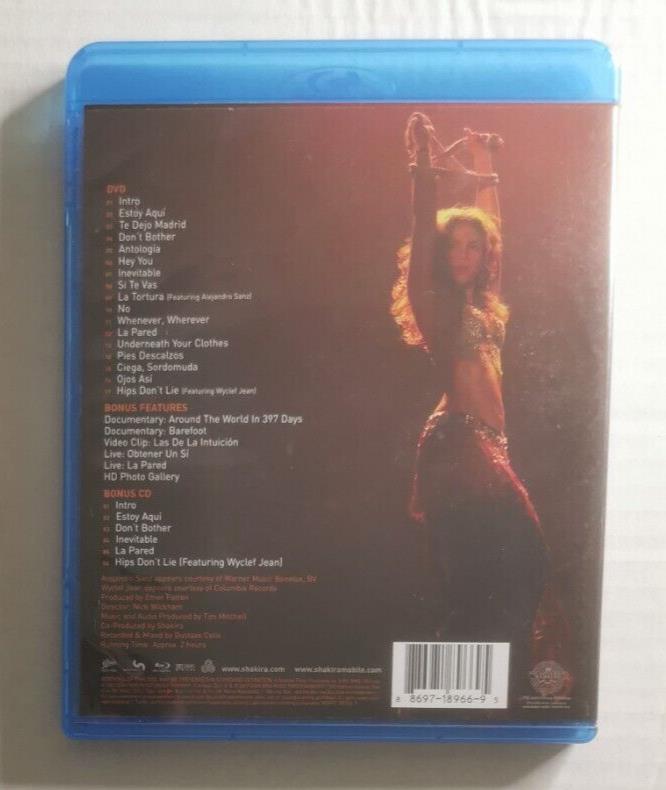 DVD
01 Intro
02 Estoy Aquí
03 Te Dejo Madrid
04 Don't Bother
05 Antología
06 Hey You
07 Inevitable
08 Si Te Vas
09 La Tortura (Featuring Alejandro Sanz)
10 No
11 Whenever, Wherever
12 La Pared
13 Underneath Your Clothes
14 Pies Descalzos
15 Ciega, Sordomuda
16 Ojos Así
17 Hips Don't Lie (Featuring Wyclef Jean)
BONUS FEATURES
Documentary: Around The World In 397 Days
Documentary: Barefoot
Video Clip: Las De La Intuición
Live: Obtener Un Sí
Live: La Pared
HD Photo Gallery
BONUS CD
01 Intro
02 Estoy Aquí
03 Don't Bother
04 Inevitable
05 La Pared
06 Hips Don't Lie (Featuring Wyclef Jean)
Alejandro Sanz appears courtesy of Warner Music Benelux, BV
Wyclef Jean appears courtesy of Columbia Records
Produced by Ethan
Director: Nick Wickham
Music and Audio Produced by Tim Mitchell
Co-Produced by Shakira
Recorded & Mixed by Gustavo Celis
Running Time: Approx. 2 hours
www.shakira.com www.shakiramobile.com
8 8697-18966-9 5